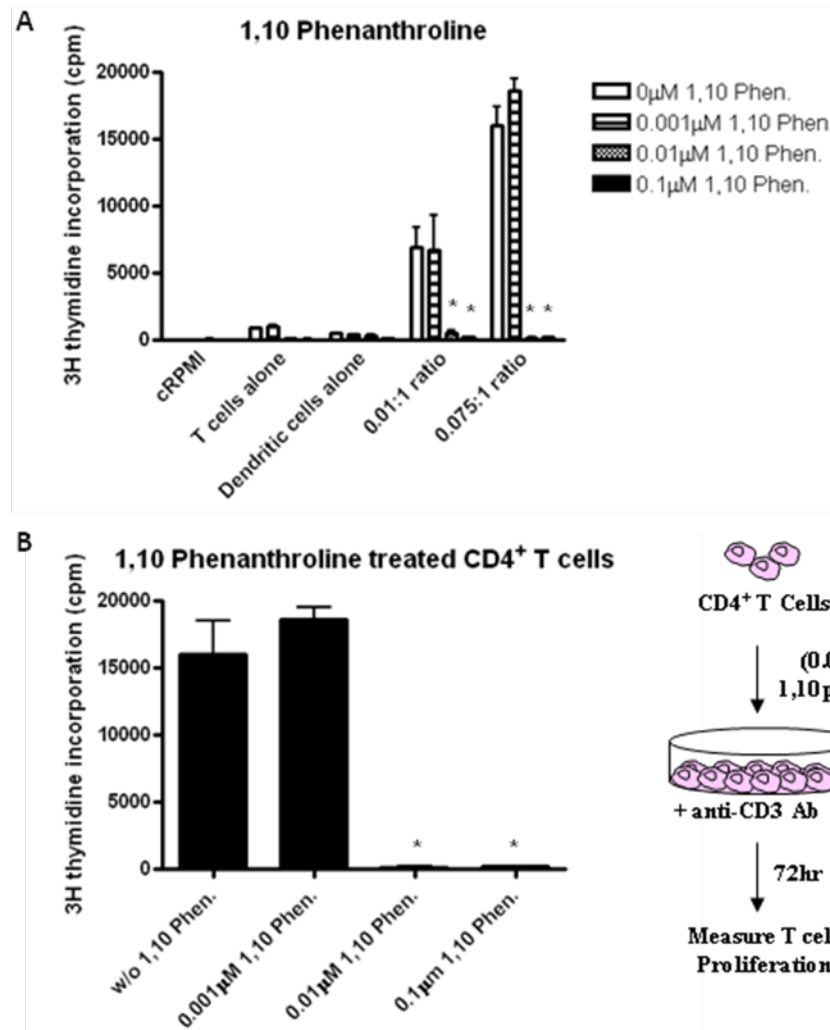 A
1,10 Phenanthroline
3H thymidine incorporation (cpm)
20000
15000
10000
5000
0
0µM 1,10 Phen.
0.001µM 1,10 Phen
0.01µM 1,10 Phen.
0.1µM 1,10 Phen.
* *
* *
cRPMI
T cells alone
Dendritic cells alone
0.01:1 ratio
0.075:1 ratio
B
1,10 Phenanthroline treated CD4⁺ T cells
3H thymidine incorporation (cpm)
20000
15000
10000
5000
0
* *
w/o 1,10 Phen.
0.001µM 1,10 Phen.
0.01µM 1,10 Phen.
0.1µm 1,10 Phen.
CD4⁺ T Cells
1,10
+ anti-CD3 Ab
72hr
Measure T cel
Proliferation